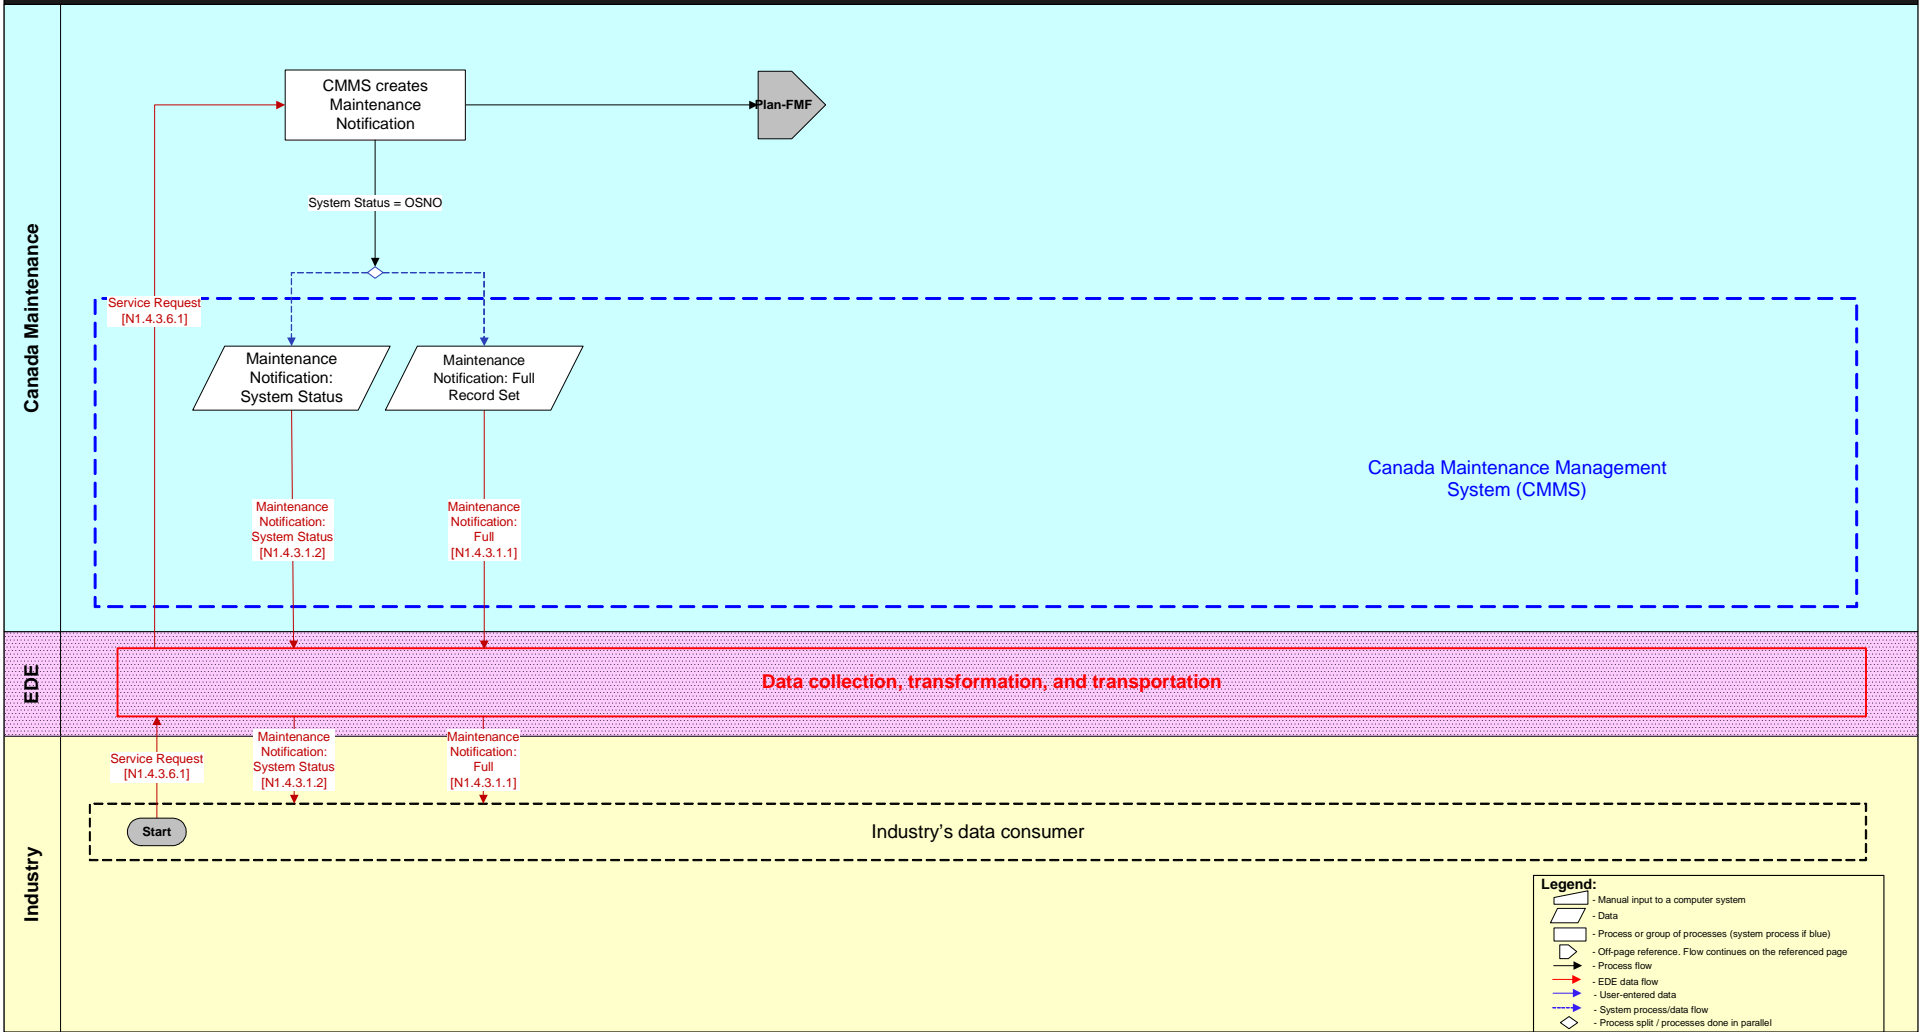 Canada Maintenance
CMMS creates
Maintenance
Notification
Plan-FMF
System Status = OSNO
Service Request
[N1.4.3.6.1]
Maintenance
Notification:
System Status
Maintenance
Notification: Full
Record Set
Canada Maintenance Management
System (CMMS)
Maintenance
Notification:
System Status
[N1.4.3.1.2]
Maintenance
Notification:
Full
[N1.4.3.1.1]
EDE
Data collection, transformation, and transportation
Industry
Service Request
[N1.4.3.6.1]
Maintenance
Notification:
System Status
[N1.4.3.1.2]
Maintenance
Notification:
Full
[N1.4.3.1.1]
Start
Industry’s data consumer
Legend:
- Manual input to a computer system
- Data
- Process or group of processes (system process if blue)
- Off-page reference. Flow continues on the referenced page
- Process flow
- EDE data flow
- User-entered data
- System process/data flow
- Process split / processes done in parallel